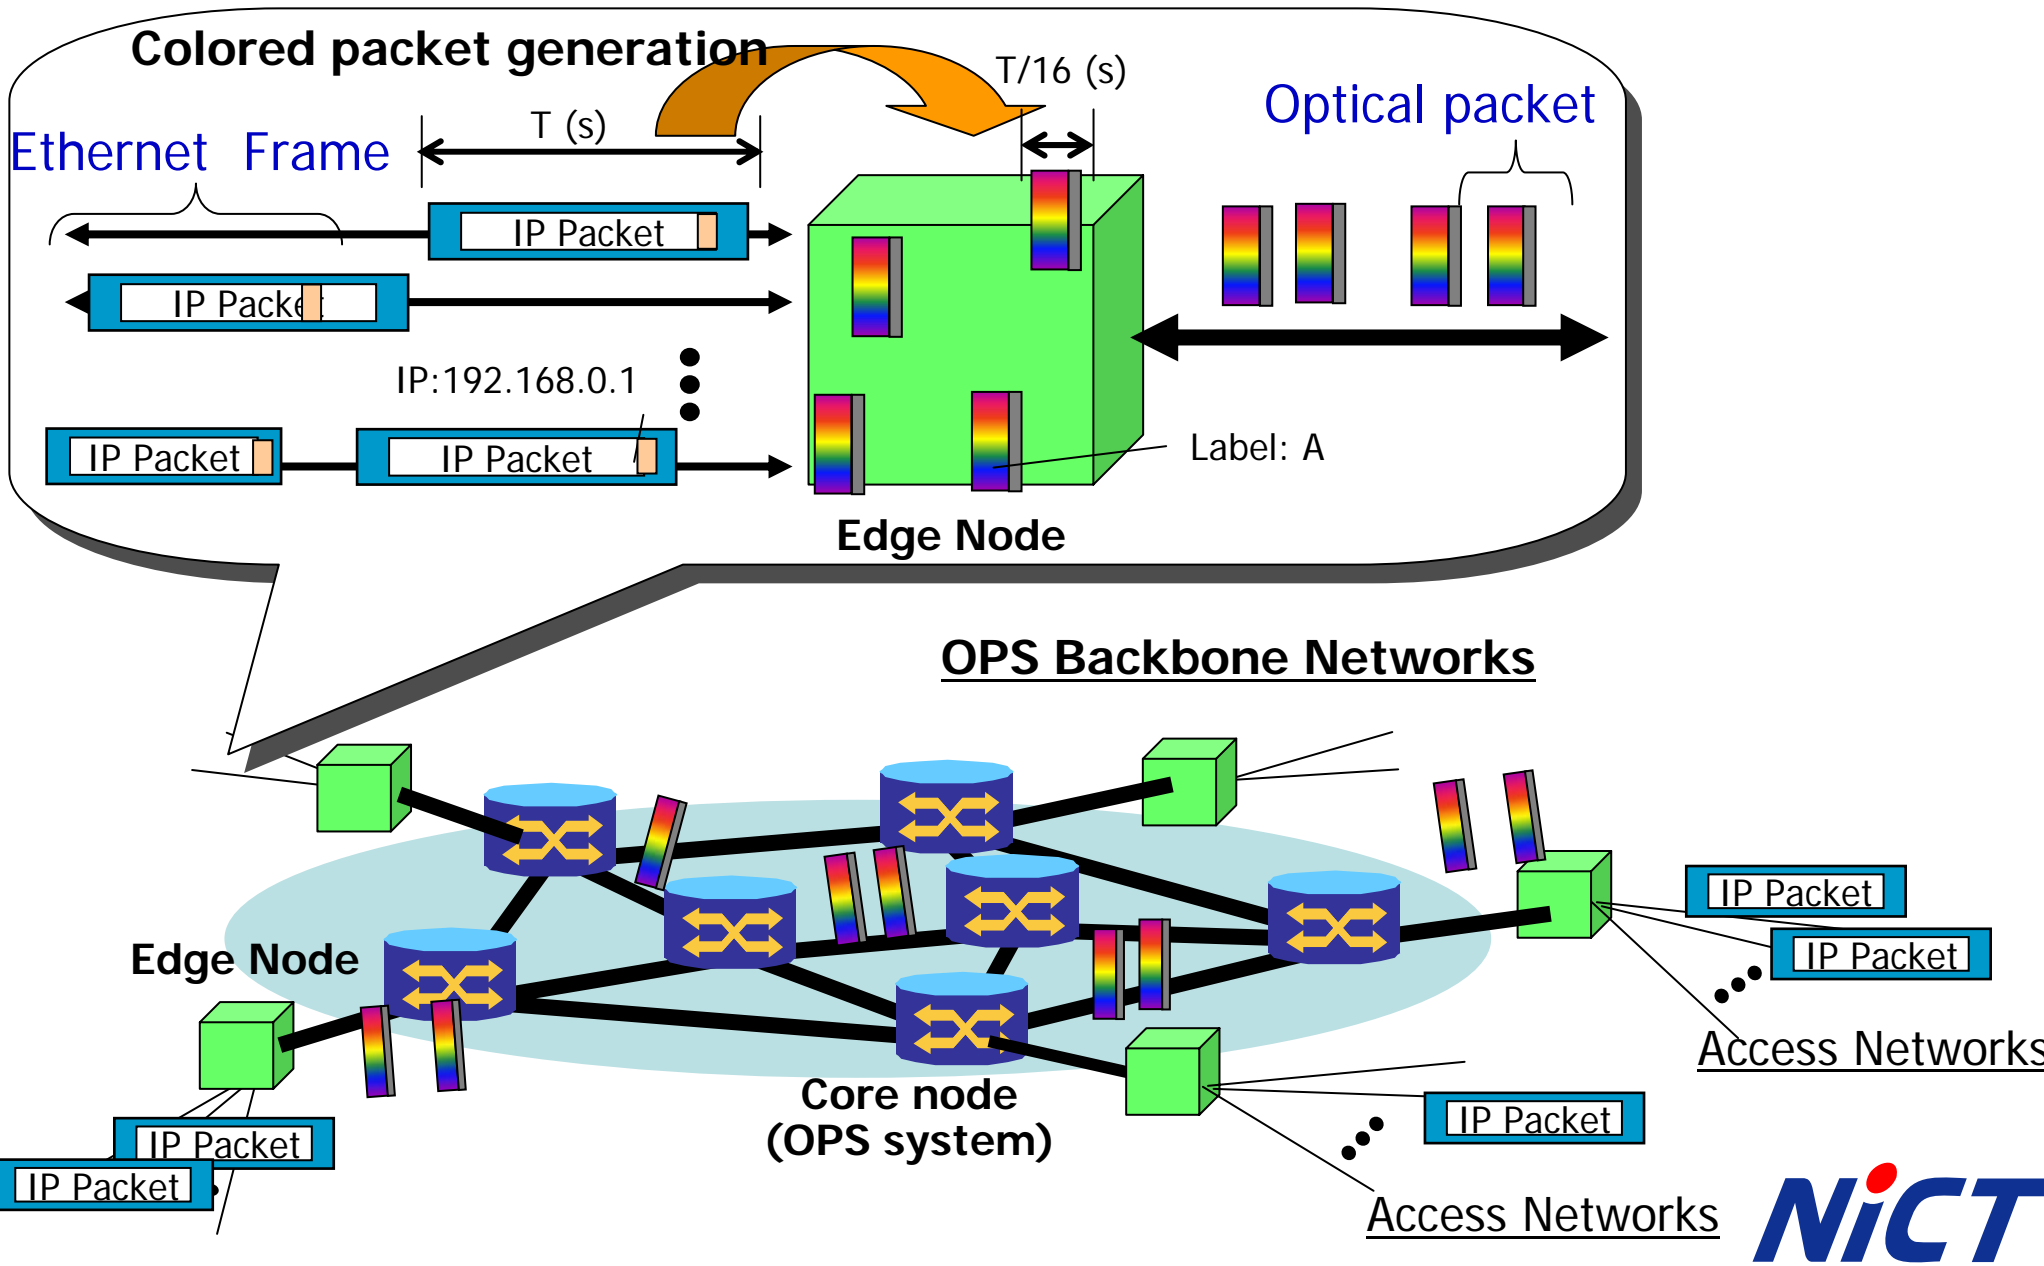 Colored packet generation
T/16 (s)
Optical packet
T (s)
Ethernet Frame
IP Packet
IP Packet
IP:192.168.0.1
IP Packet
IP Packet
Label: A
Edge Node
OPS Backbone Networks
IP Packet
IP Packet
Edge Node
Access Networks
Core node
(OPS system)
IP Packet
IP Packet
IP Packet
Access Networks
NiCT